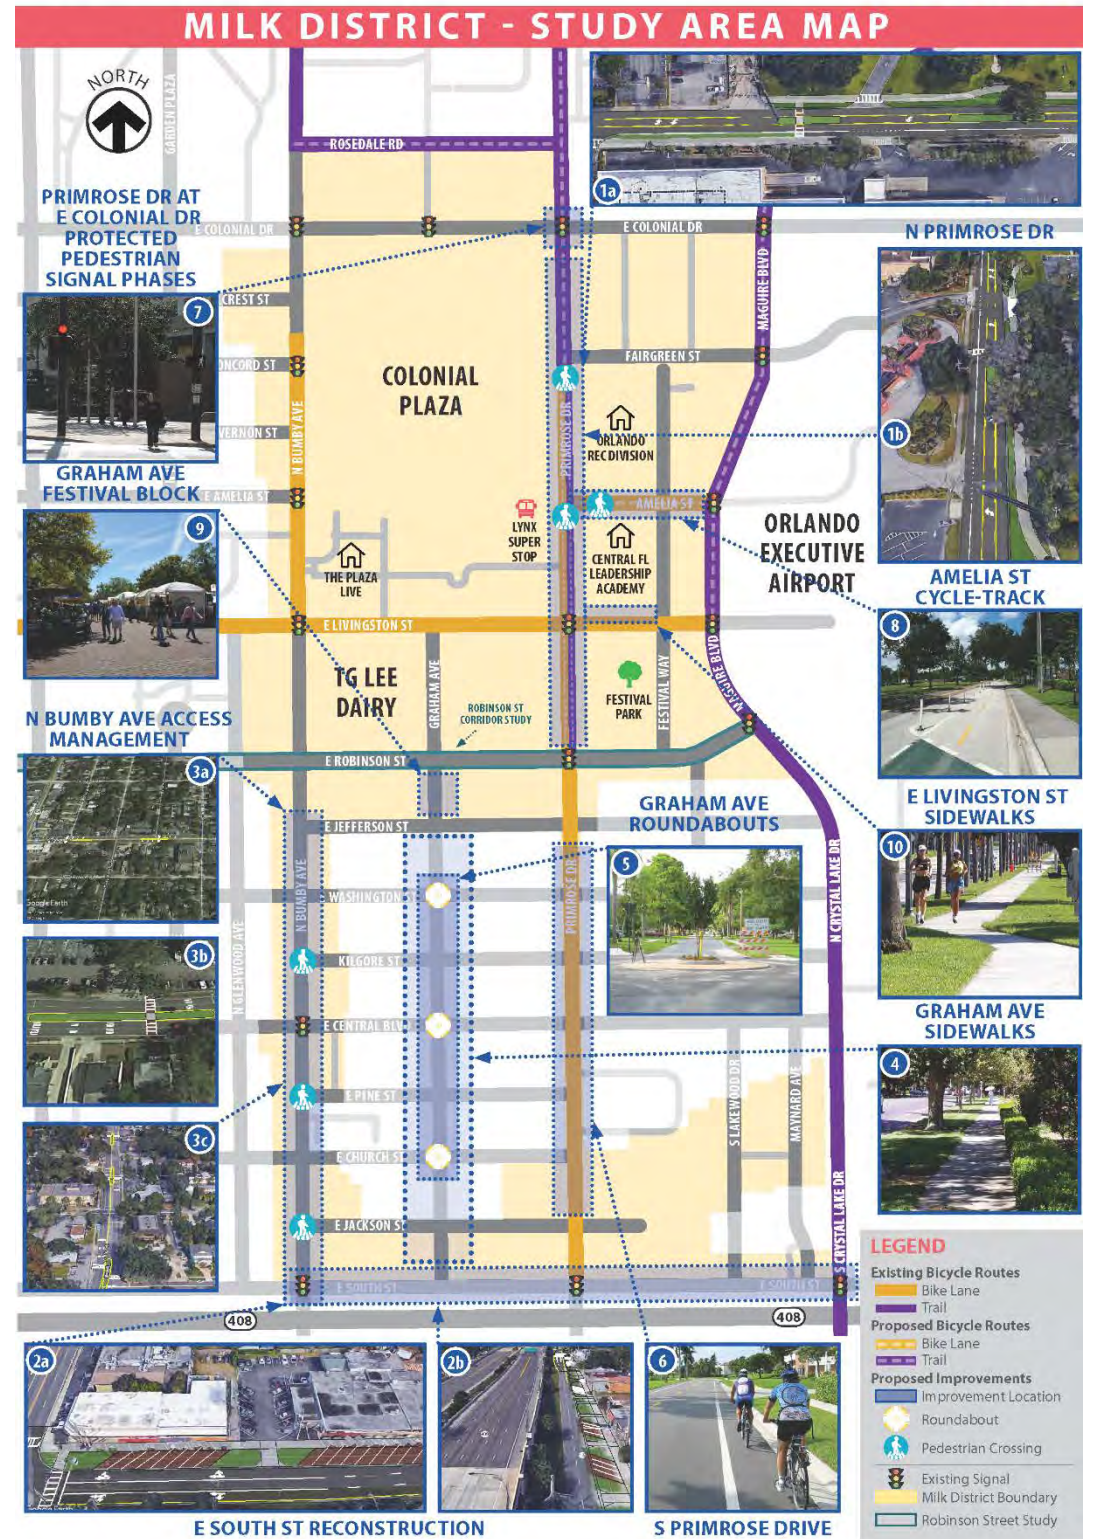 MILK DISTRICT - STUDY AREA MAP
NORTH
GARDEN PLAZA
ROSEDALE RD
1a
PRIMROSE DR AT
E COLONIAL DR
PROTECTED
PEDESTRIAN
SIGNAL PHASES
E COLONIAL DR
E COLONIAL DR
MAGUIRE BLVD
N PRIMROSE DR
7
CREST ST
ONCORD ST
VERNON ST
E AMELIA ST
N BUMBY AVE
COLONIAL
PLAZA
FAIRGREEN ST
PRIMROSE DR
ORLANDO
REC DIVISION
1b
GRAHAM AVE
FESTIVAL BLOCK
9
AMELIA ST
LYNX
SUPER
STOP
CENTRAL FL
LEADERSHIP
ACADEMY
ORLANDO
EXECUTIVE
AIRPORT
THE PLAZA
LIVE
AMELIA ST
CYCLE-TRACK
8
E LIVINGSTON ST
TG LEE
DAIRY
GRAHAM AVE
ROBINSON ST
CORRIDOR STUDY
FESTIVAL
PARK
FESTIVAL WAY
MAGUIRE BLVD
N BUMBY AVE ACCESS
MANAGEMENT
3a
Google Earth
E ROBINSON ST
E JEFFERSON ST
GRAHAM AVE
ROUNDABOUTS
5
E LIVINGSTON ST
SIDEWALKS
10
N BUMBY AVE
WASHINGTON ST
PRIMROSE DR
N CRYSTAL LAKE DR
N GLENWOOD AVE
KILGORE ST
3b
E CENTRAL BLV
GRAHAM AVE
SIDEWALKS
4
E PINE ST
S LAKEWOOD DR
MAYNARD AVE
3c
E CHURCH ST
E JACKSON ST
S CRYSTAL LAKE DR
E SOUTH ST
E SOUTH ST
408
408
2a
2b
6
E SOUTH ST RECONSTRUCTION
S PRIMROSE DRIVE
LEGEND
Existing Bicycle Routes
Bike Lane
Trail
Proposed Bicycle Routes
Bike Lane
Trail
Proposed Improvements
Improvement Location
Roundabout
Pedestrian Crossing
Existing Signal
Milk District Boundary
Robinson Street Study